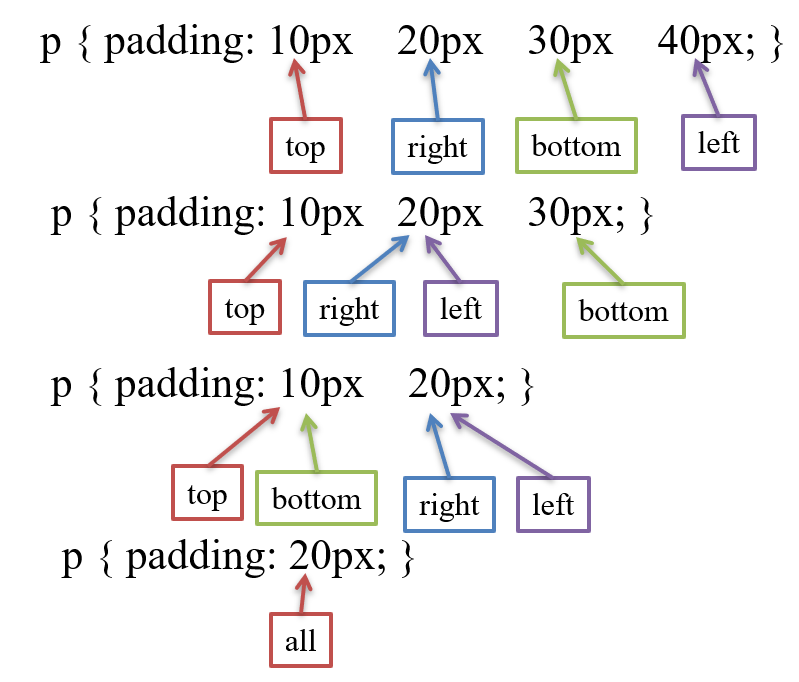 p { padding: 10px 20px 30px 40px; }
top right bottom left
p { padding: 10px 20px 30px; }
top right left bottom
p { padding: 10px 20px; }
top bottom right left
p { padding: 20px; }
all